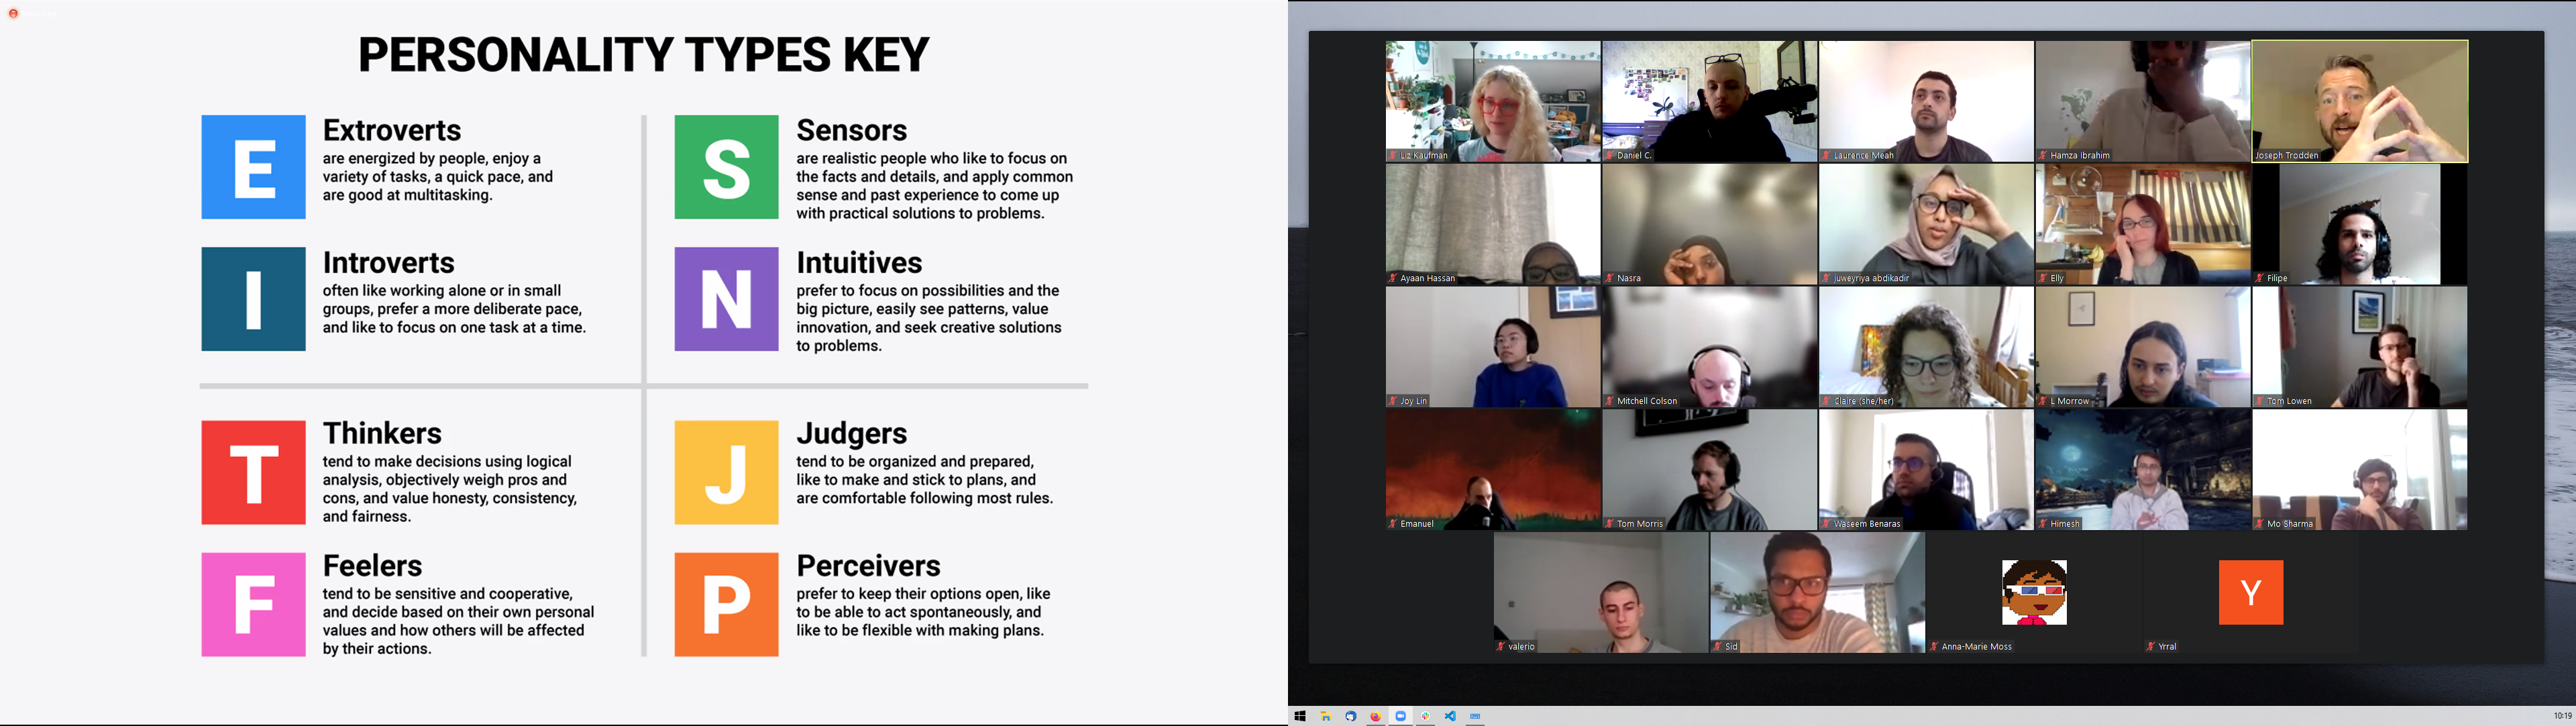 PERSONALITY TYPES KEY
E
Extroverts
are energized by people, enjoy a
variety of tasks, a quick pace, and
are good at multitasking.
I
Introverts
often like working alone or in small
groups, prefer a more deliberate pace,
and like to focus on one task at a time.
S
Sensors
are realistic people who like to focus on
the facts and details, and apply common
sense and past experience to come up
with practical solutions to problems.
N
Intuitives
prefer to focus on possibilities and the
big picture, easily see patterns, value
innovation, and seek creative solutions
to problems.
T
Thinkers
tend to make decisions using logical
analysis, objectively weigh pros and
cons, and value honesty, consistency,
and fairness.
F
Feelers
tend to be sensitive and cooperative,
and decide based on their own personal
values and how others will be affected
by their actions.
J
Judgers
tend to be organized and prepared,
like to make and stick to plans, and
are comfortable following most rules.
P
Perceivers
prefer to keep their options open, like
to be able to act spontaneously, and
like to be flexible with making plans.
Liz Kaufman
Daniel C.
Laurence Meah
Hamza Ibrahim
Joseph Trodden
Ayaan Hassan
Nasra
juweyriya abdikadir
Elly
Filipe
Joy Lin
Mitchell Colson
Claire (she/her)
L Morrow
Tom Lowen
Emanuel
Tom Morris
Waseem Benaras
Himesh
Mo Sharma
valerio
Sid
Anna-Marie Moss
Y
Yrral
10:19